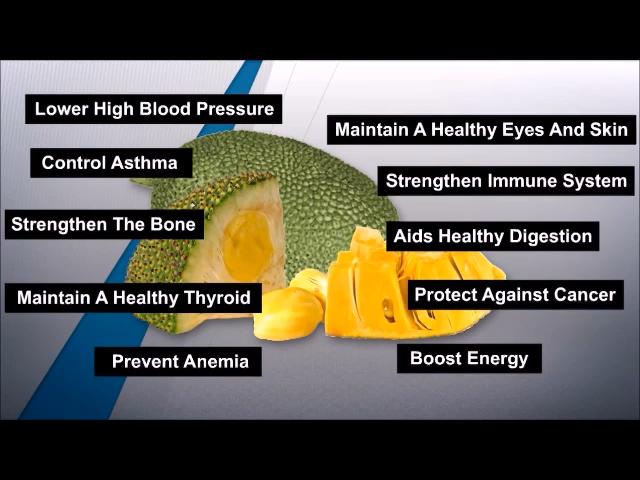 Lower High Blood Pressure
Maintain A Healthy Eyes And Skin
Control Asthma
Strengthen Immune System
Strengthen The Bone
Aids Healthy Digestion
Maintain A Healthy Thyroid
Protect Against Cancer
Prevent Anemia
Boost Energy